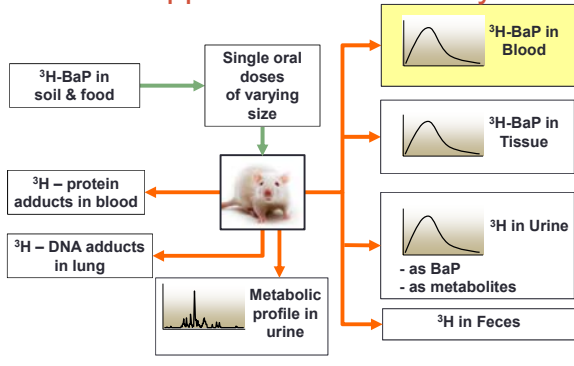 ³H-BaP in
soil & food
Single oral
doses
of varying
size
³H-BaP in
Blood
³H-BaP in
Tissue
³H – protein
adducts in blood
³H in Urine
- as BaP
- as metabolites
³H – DNA adducts
in lung
Metabolic
profile in
urine
³H in Feces